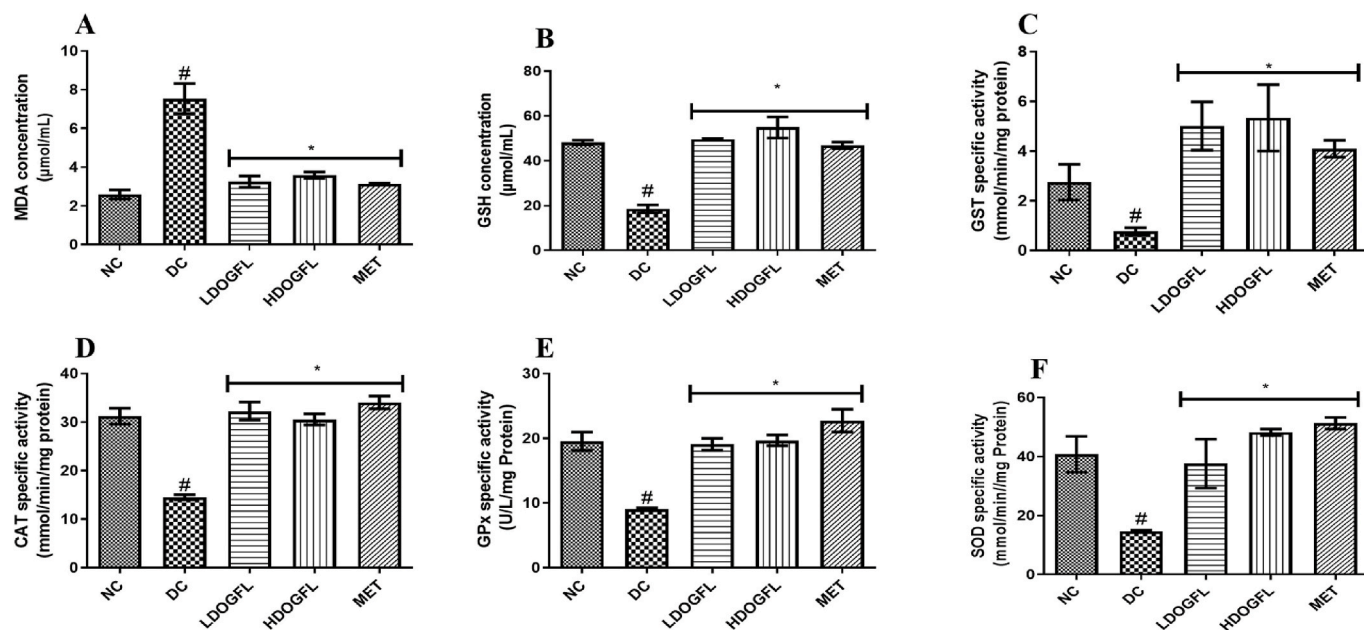 A
MDA concentration
(µmol/mL)
10
8
6
4
2
0
#
*
NC
DC
LDOGFL
HDOGFL
MET
B
GSH concentration
(µmol/mL)
80
60
40
20
0
#
*
NC
DC
LDOGFL
HDOGFL
MET
C
GST specific activity
(mmol/min/mg protein)
8
6
4
2
0
#
*
NC
DC
LDOGFL
HDOGFL
MET
D
CAT specific activity
(mmol/min/mg protein)
40
30
20
10
0
#
*
NC
DC
LDOGFL
HDOGFL
MET
E
GPx specific activity
(U/L/mg Protein)
30
20
10
0
#
*
NC
DC
LDOGFL
HDOGFL
MET
F
SOD specific activity
(mmol/min//mg Protein)
60
40
20
0
#
*
NC
DC
LDOGFL
HDOGFL
MET